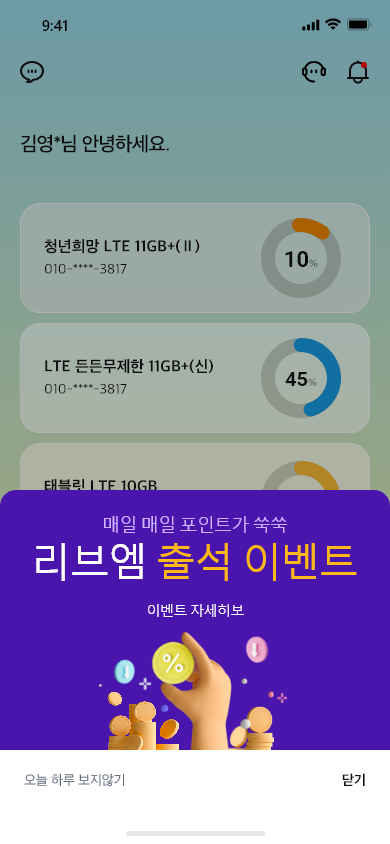 9:41
김영*님 안녕하세요.
청년희망 LTE 11GB+(Ⅱ)
010-****-3817
10%
LTE 든든무제한 11GB+(신)
010-****-3817
45%
태블릿 LTE 10GB
매일 매일 포인트가 쑥쑥
리브엠 출석 이벤트
이벤트 자세히보
%
오늘 하루 보지않기
닫기